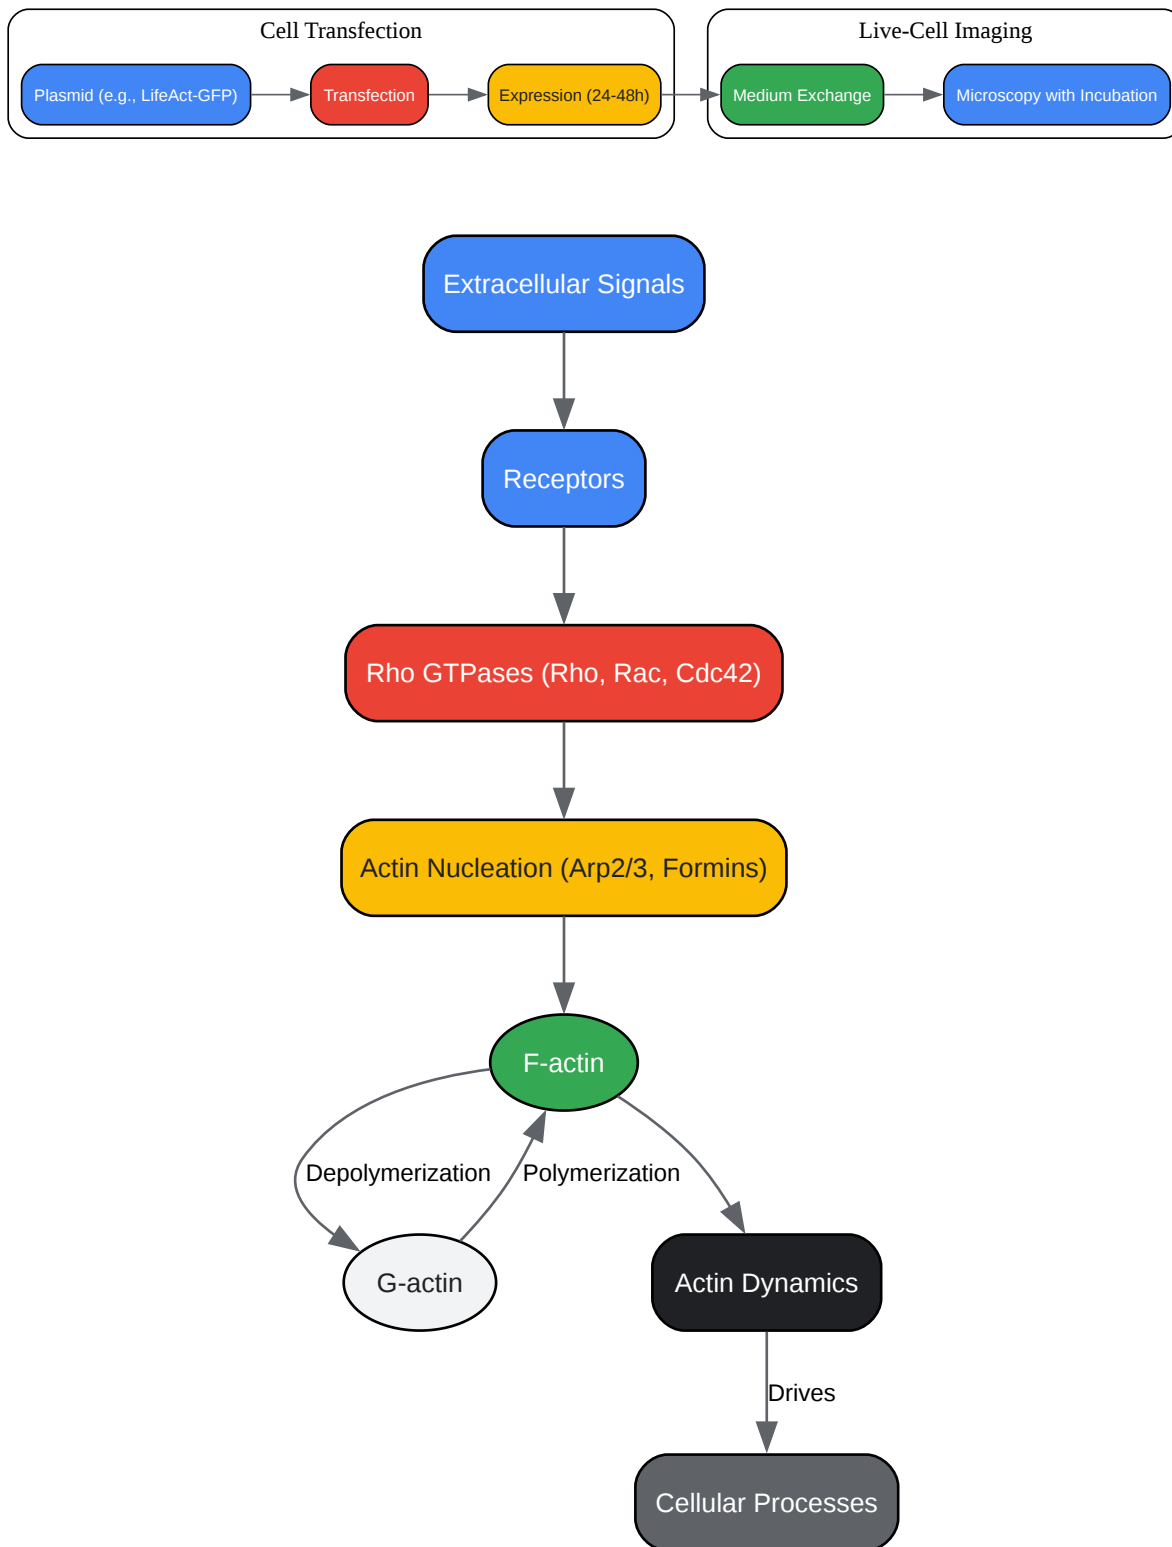 Cell Transfection
Live-Cell Imaging
Plasmid (e.g., LifeAct-GFP)
Transfection
Expression (24-48h)
Medium Exchange
Microscopy with Incubation
Extracellular Signals
Receptors
Rho GTPases (Rho, Rac, Cdc42)
Actin Nucleation (Arp2/3, Formins)
F-actin
Depolymerization
Polymerization
G-actin
Actin Dynamics
Drives
Cellular Processes